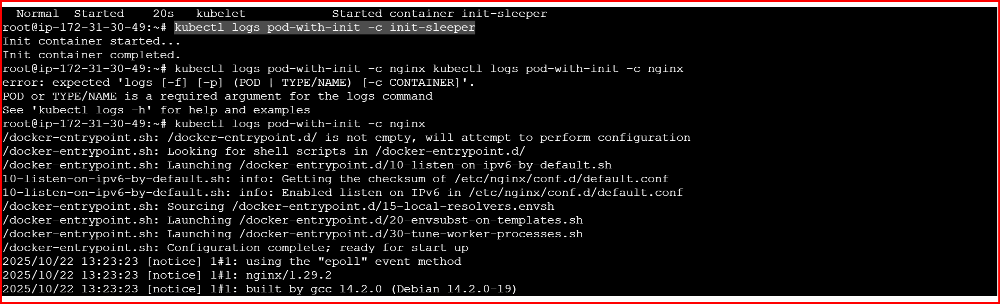 Normal  Started    20s   kubelet            Started container init-sleeper
root@ip-172-31-30-49:~# kubectl logs pod-with-init -c init-sleeper
Init container started...
Init container completed.
root@ip-172-31-30-49:~# kubectl logs pod-with-init -c nginx kubectl logs pod-with-init -c nginx
error: expected 'logs [-f] [-p] (POD | TYPE/NAME) [-c CONTAINER]'.
POD or TYPE/NAME is a required argument for the logs command
See 'kubectl logs -h' for help and examples
root@ip-172-31-30-49:~# kubectl logs pod-with-init -c nginx
/docker-entrypoint.sh: /docker-entrypoint.d/ is not empty, will attempt to perform configuration
/docker-entrypoint.sh: Looking for shell scripts in /docker-entrypoint.d/
/docker-entrypoint.sh: Launching /docker-entrypoint.d/10-listen-on-ipv6-by-default.sh
10-listen-on-ipv6-by-default.sh: info: Getting the checksum of /etc/nginx/conf.d/default.conf
10-listen-on-ipv6-by-default.sh: info: Enabled listen on IPv6 in /etc/nginx/conf.d/default.conf
/docker-entrypoint.sh: Sourcing /docker-entrypoint.d/15-local-resolvers.envsh
/docker-entrypoint.sh: Launching /docker-entrypoint.d/20-envsubst-on-templates.sh
/docker-entrypoint.sh: Launching /docker-entrypoint.d/30-tune-worker-processes.sh
/docker-entrypoint.sh: Configuration complete; ready for start up
2025/10/22 13:23:23 [notice] 1#1: using the "epoll" event method
2025/10/22 13:23:23 [notice] 1#1: nginx/1.29.2
2025/10/22 13:23:23 [notice] 1#1: built by gcc 14.2.0 (Debian 14.2.0-19)